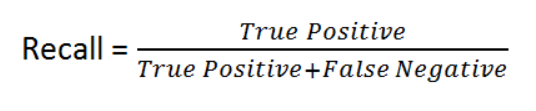 Recall = True Positive / True Positive+False Negative